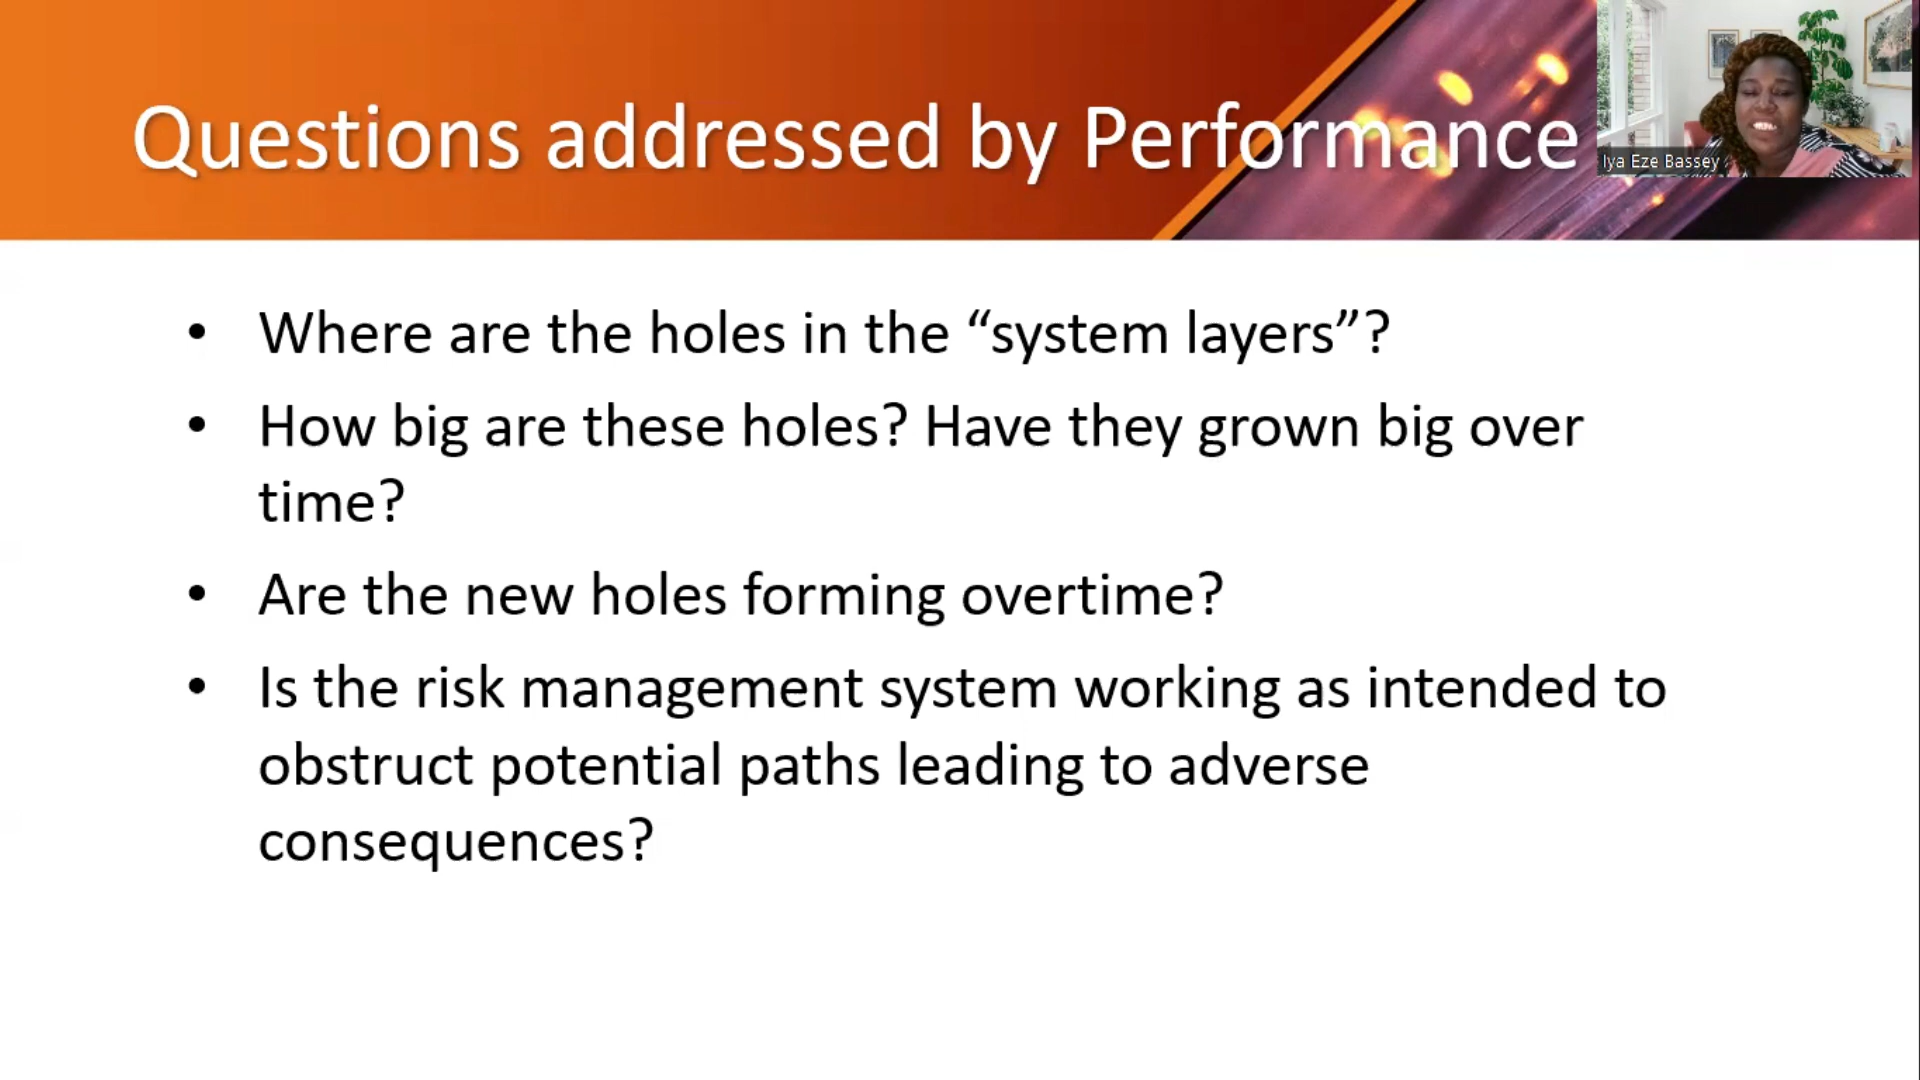 Questions addressed by Performance
Iya Eze Bassey
• Where are the holes in the “system layers”?
• How big are these holes? Have they grown big over
time?
• Are the new holes forming overtime?
• Is the risk management system working as intended to
obstruct potential paths leading to adverse
consequences?